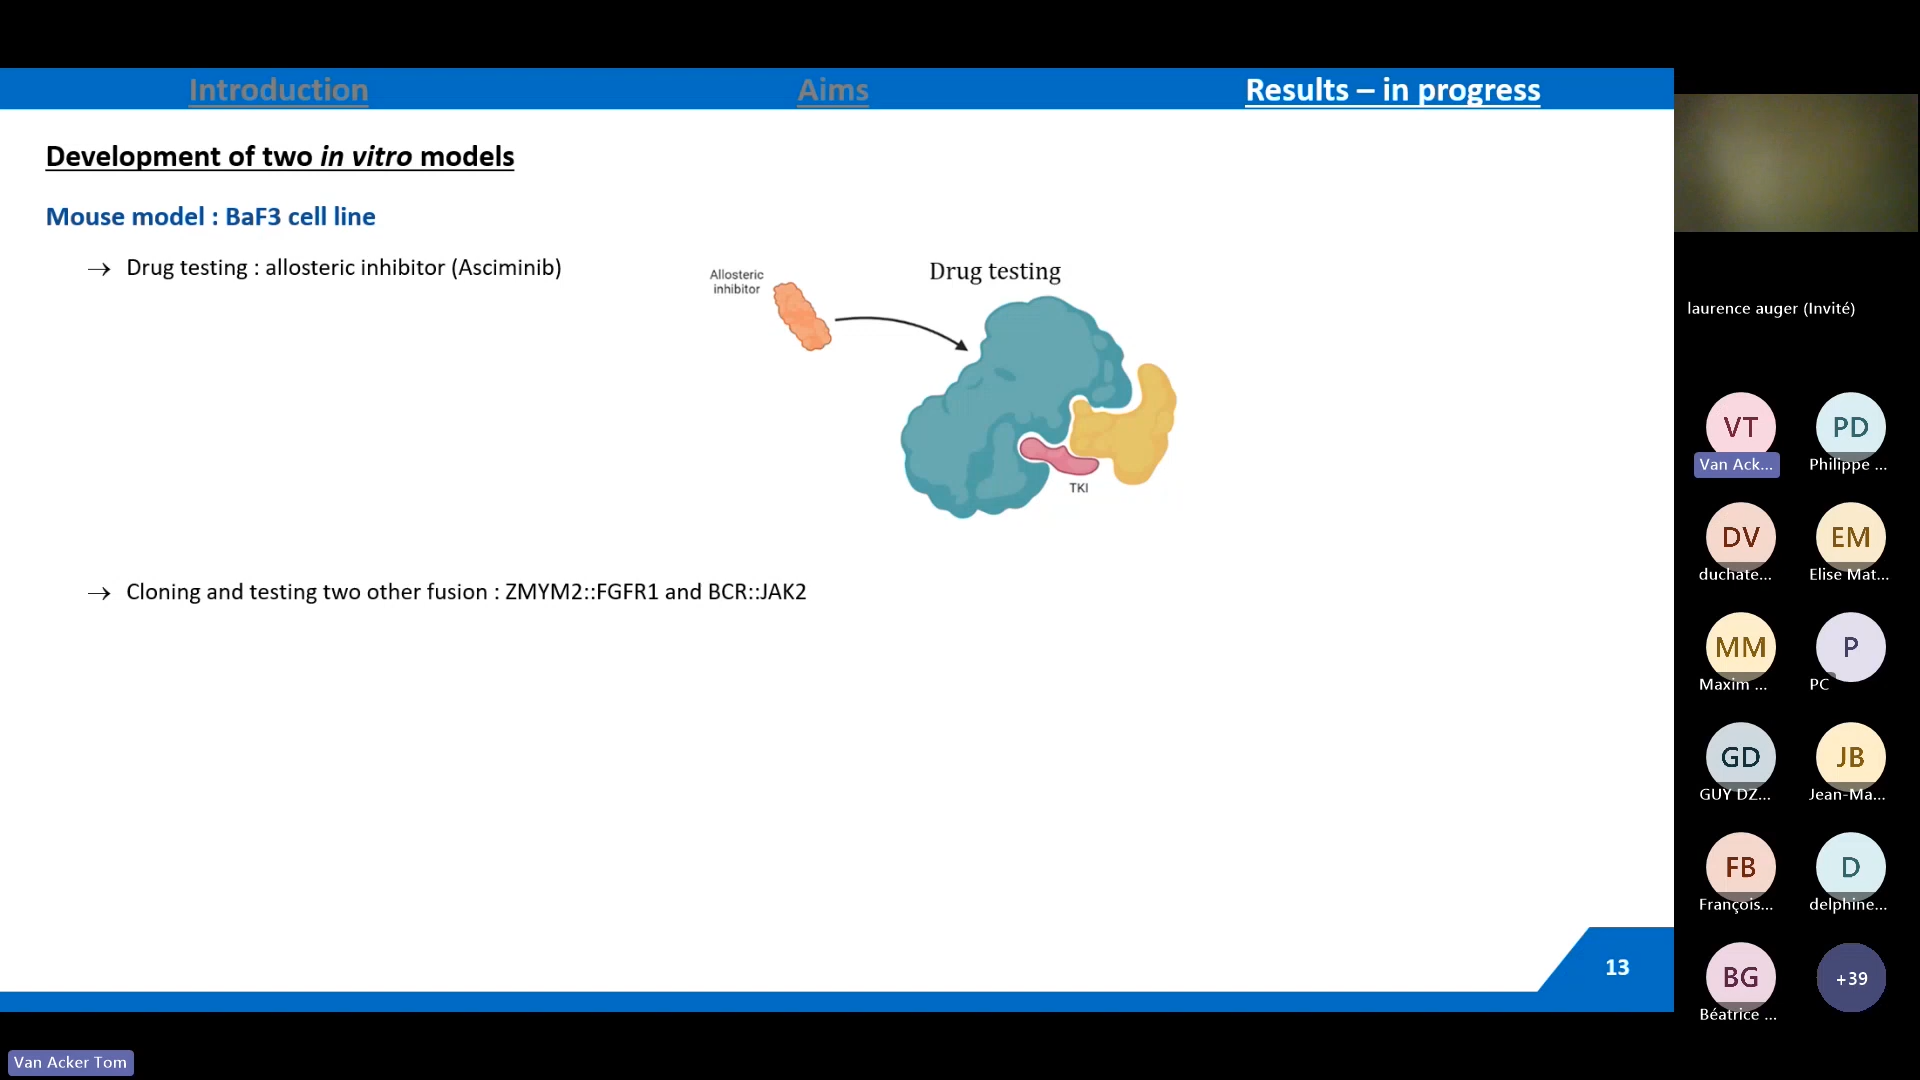 Introduction
Aims
Results – in progress
Development of two in vitro models
Mouse model : BaF3 cell line
→ Drug testing : allosteric inhibitor (Asciminib)
Allosteric
inhibitor
Drug testing
TKI
→ Cloning and testing two other fusion : ZMYM2::FGFR1 and BCR::JAK2
13
laurence auger (Invité)
VT
PD
Van Ack...
Philippe ...
DV
EM
duchate...
Elise Mat...
MM
P
Maxim ...
PC
GD
JB
GUY DZ...
Jean-Ma...
FB
D
François...
delphine...
BG
+39
Béatrice ...
Van Acker Tom